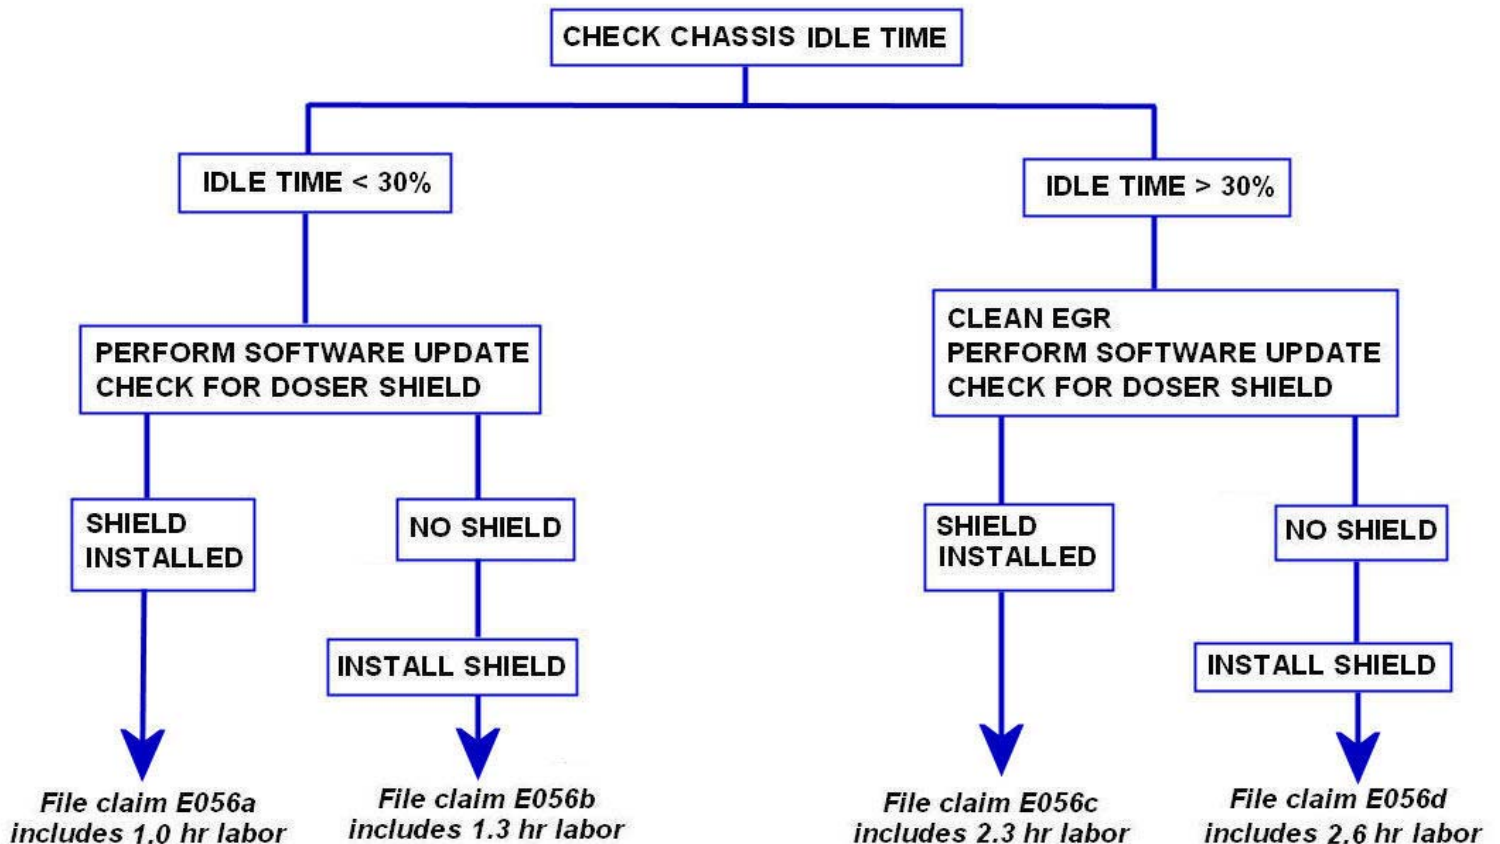 CHECK CHASSIS IDLE TIME
IDLE TIME < 30%
IDLE TIME > 30%
PERFORM SOFTWARE UPDATE
CHECK FOR DOSER SHIELD
CLEAN EGR
PERFORM SOFTWARE UPDATE
CHECK FOR DOSER SHIELD
SHIELD
INSTALLED
NO SHIELD
SHIELD
INSTALLED
NO SHIELD
INSTALL SHIELD
INSTALL SHIELD
File claim E056a
includes 1.0 hr labor
File claim E056b
includes 1.3 hr labor
File claim E056c
includes 2.3 hr labor
File claim E056d
includes 2.6 hr labor